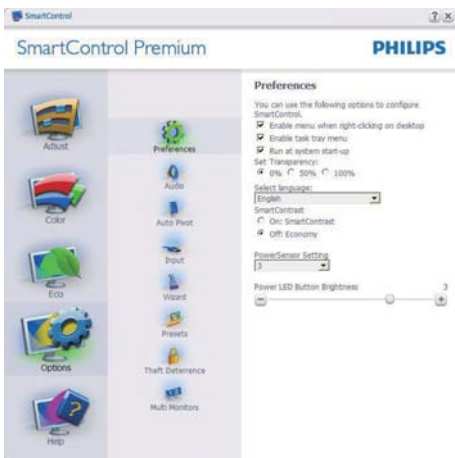 SmartControl
SmartControl Premium
PHILIPS
Adjust
Color
Eco
Options
Help
Preferences
Audio
Auto Pivot
Input
Wizard
Presets
Theft Deterrence
Multi Monitors
Preferences
You can use the following options to configure
SmartControl.
Enable menu when right-clicking on desktop
Enable task tray menu
Run at system start-up
Set Transparency:
0% 50% 100%
Select language:
English
SmartContrast
On: SmartContrast
Off: Economy
PowerSensor Setting
3
Power LED Button Brightness 3